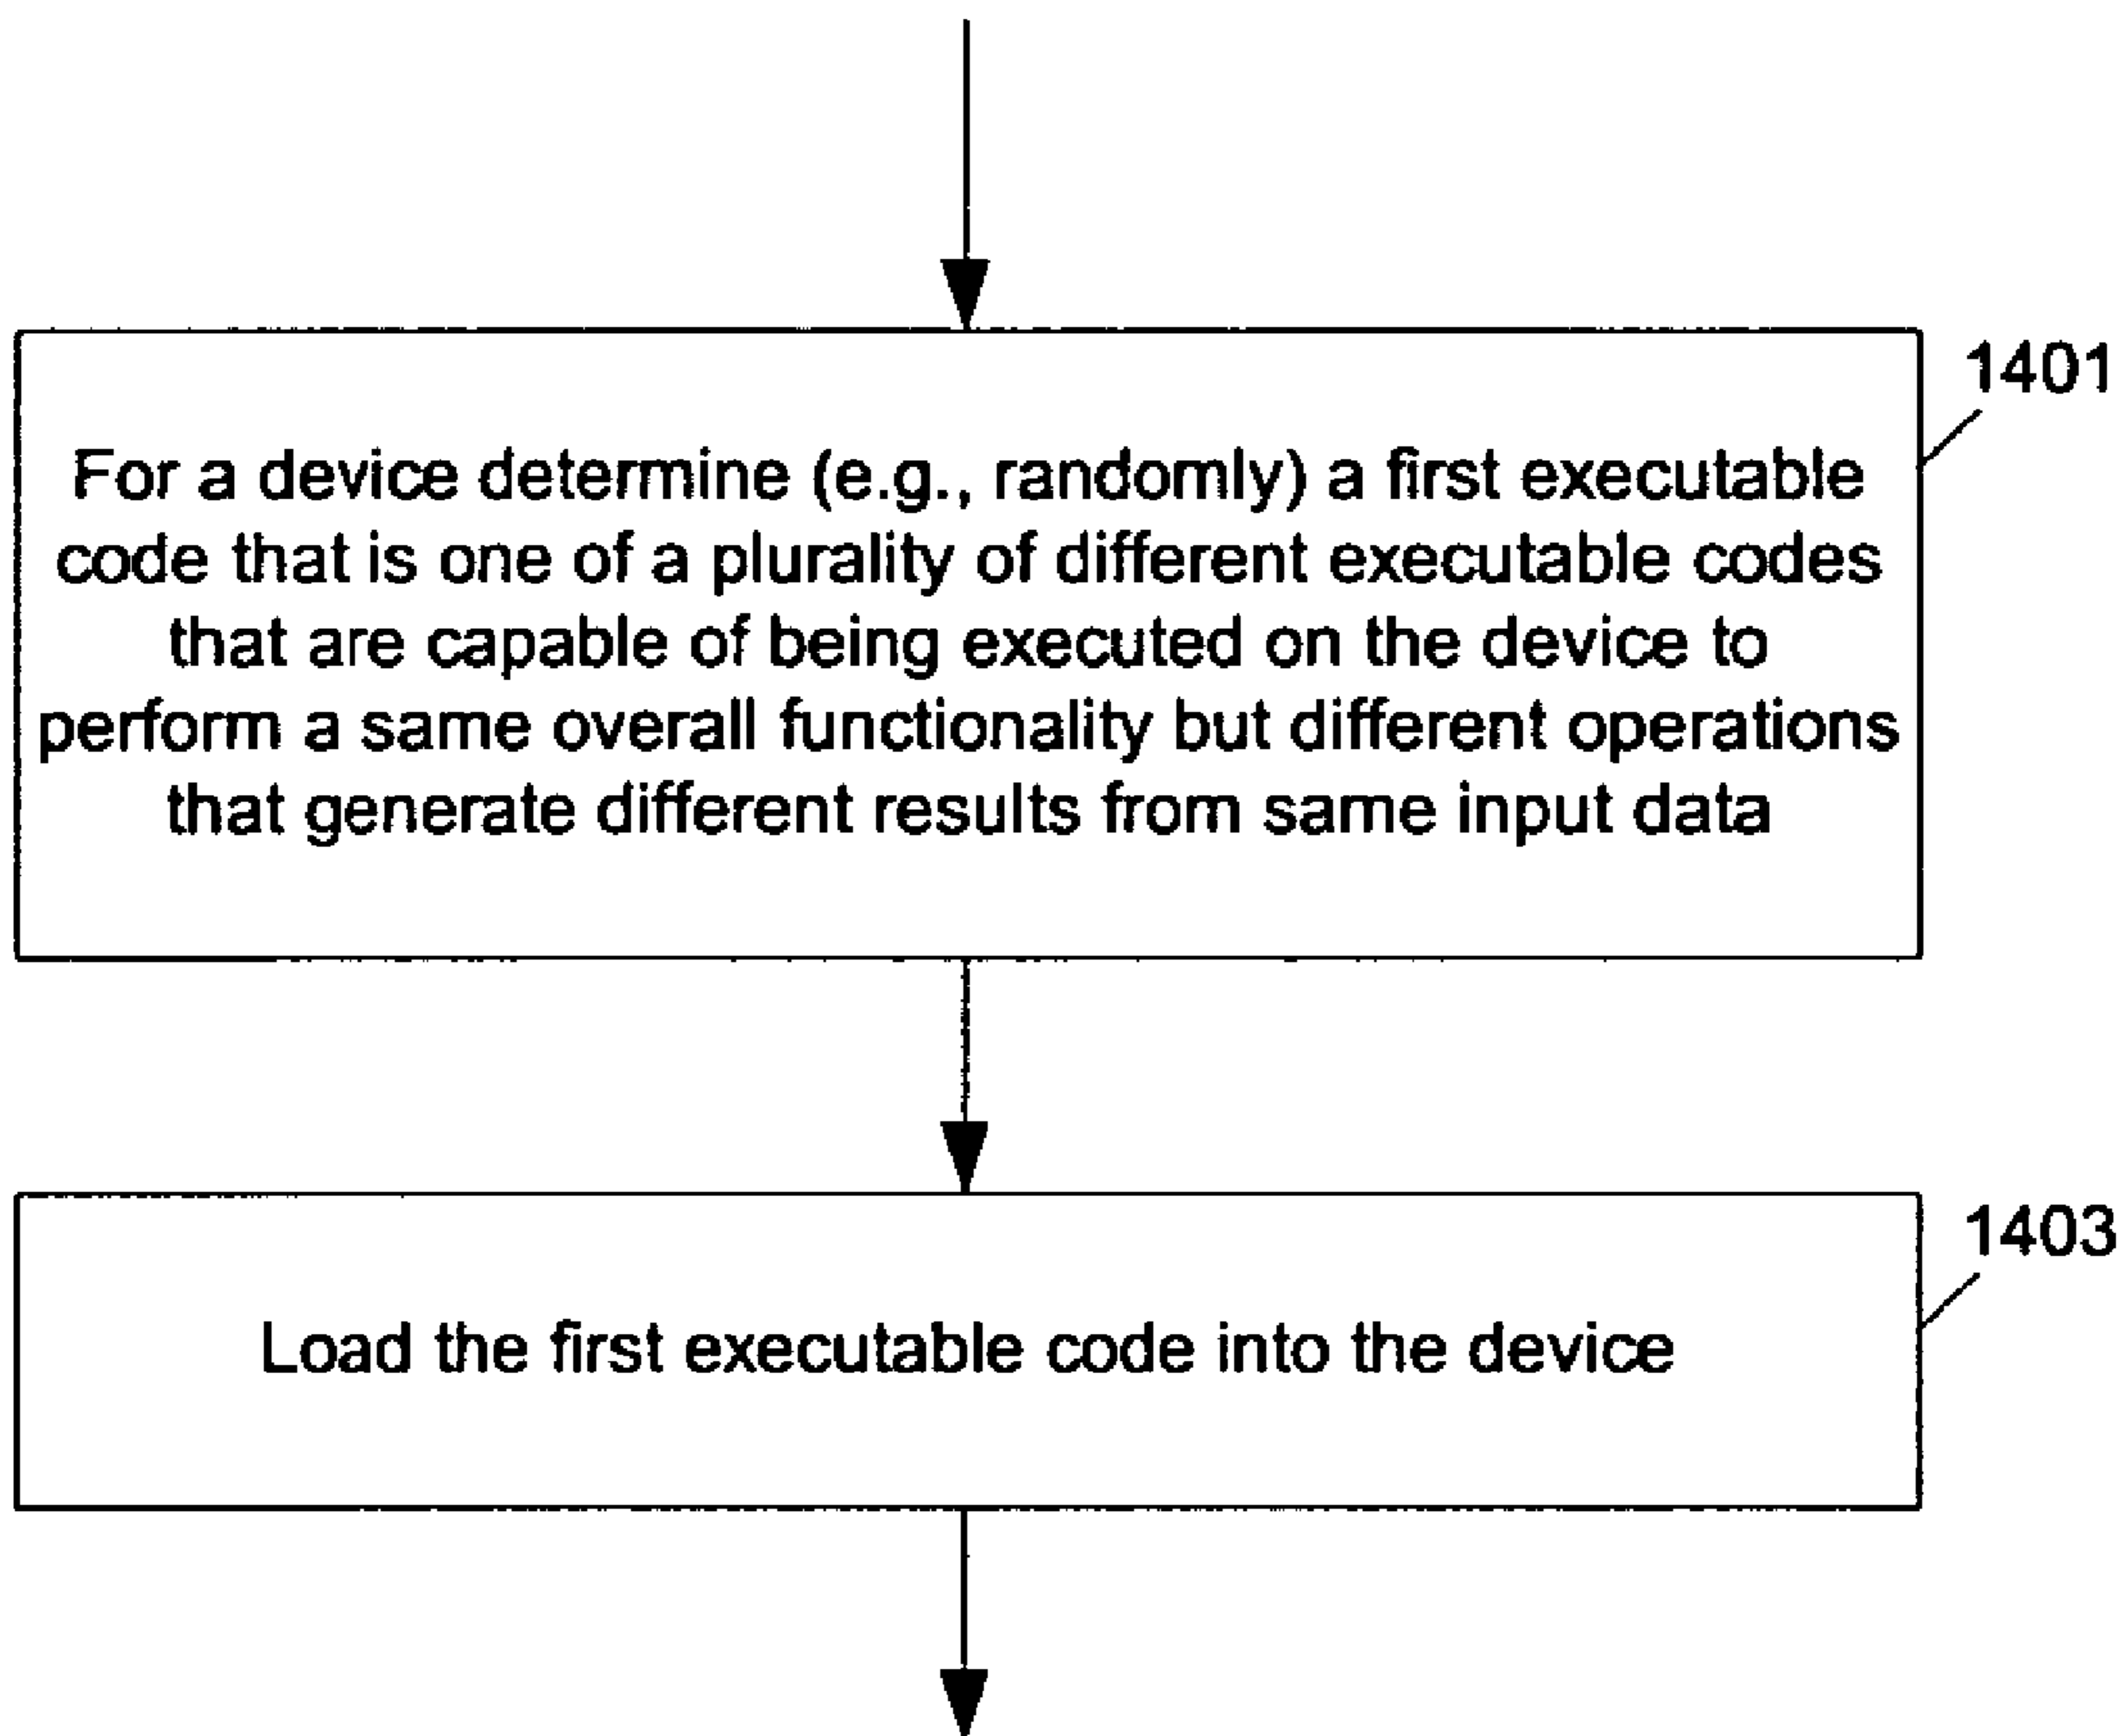 1401
For a device determine (e.g., randomly) a first executable
code that is one of a plurality of different executable codes
that are capable of being executed on the device to
perform a same overall functionality but different operations
that generate different results from same input data
1403
Load the first executable code into the device